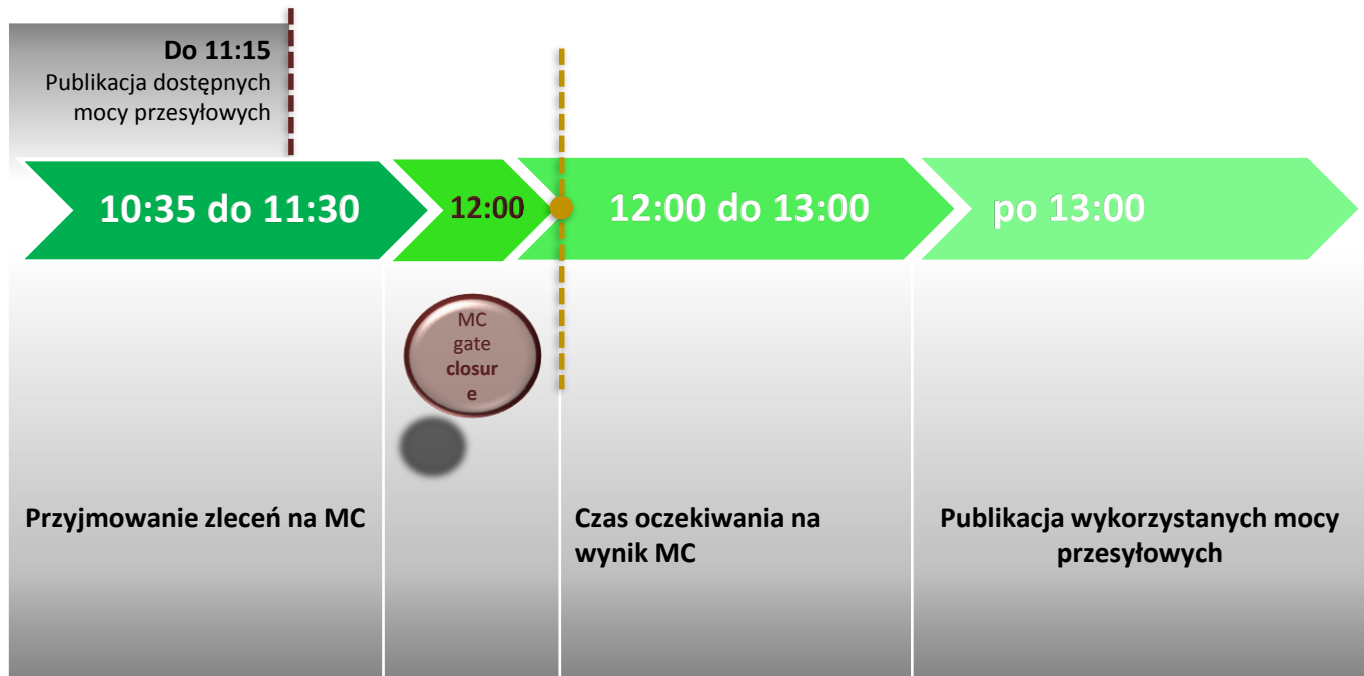 Do 11:15
Publikacja dostępnych
mocy przesyłowych
10:35 do 11:30
12:00
12:00 do 13:00
po 13:00
MC
gate
closur
e
Przyjmowanie zleceń na MC
Czas oczekiwania na
wynik MC
Publikacja wykorzystanych mocy
przesyłowych